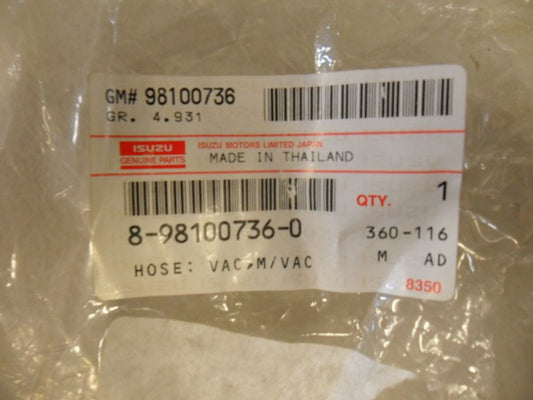 GM# 98100736
GR. 4.931
ISUZU
GENUINE PARTS
ISUZU MOTORS LIMITED JAPAN
MADE IN THAILAND
QTY. 1
8-98100736-0
360-116
HOSE: VAC,M/VAC
M AD
8350